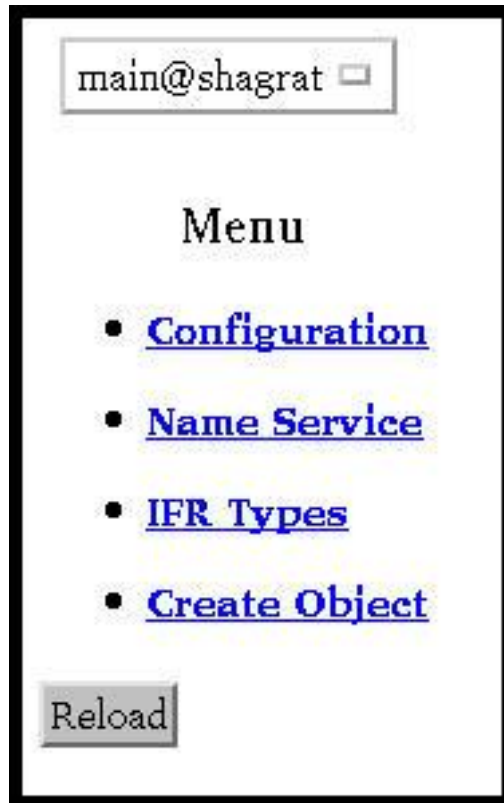 main@shagrat
Menu
Configuration
Name Service
IFR Types
Create Object
Reload